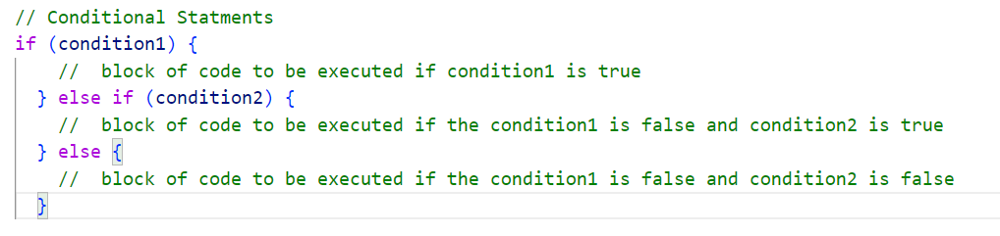 // Conditional Statments
if (condition1) {
    //  block of code to be executed if condition1 is true
  } else if (condition2) {
    //  block of code to be executed if the condition1 is false and condition2 is true
  } else {
    //  block of code to be executed if the condition1 is false and condition2 is false
  }